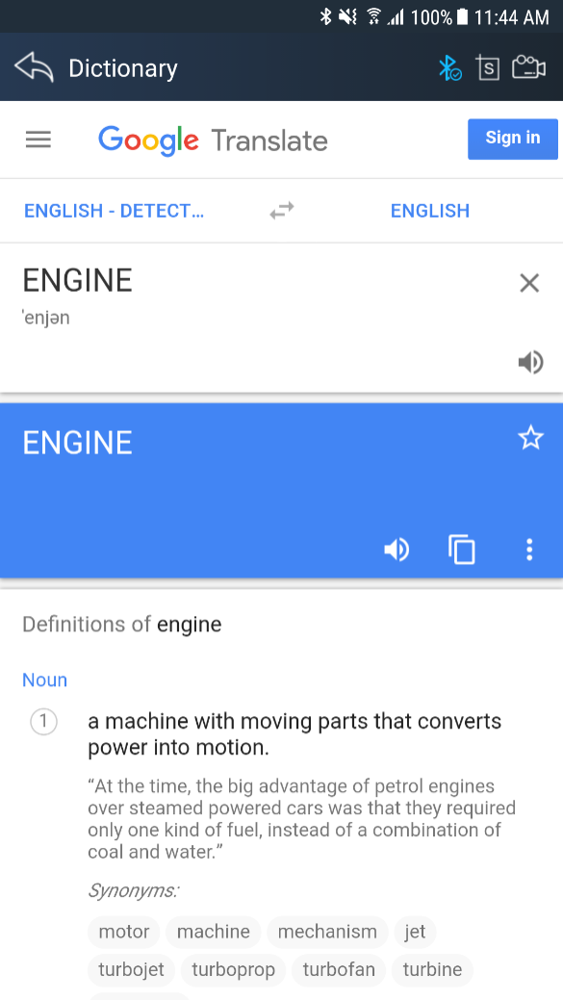 100% 11:44 AM
Dictionary
S
Google Translate
Sign in
ENGLISH - DETECT...
ENGLISH
ENGINE
ˈenjən
ENGINE
Definitions of engine
Noun
1
a machine with moving parts that converts
power into motion.
“At the time, the big advantage of petrol engines
over steamed powered cars was that they required
only one kind of fuel, instead of a combination of
coal and water.”
Synonyms:
motor machine mechanism jet
turbojet turboprop turbofan turbine